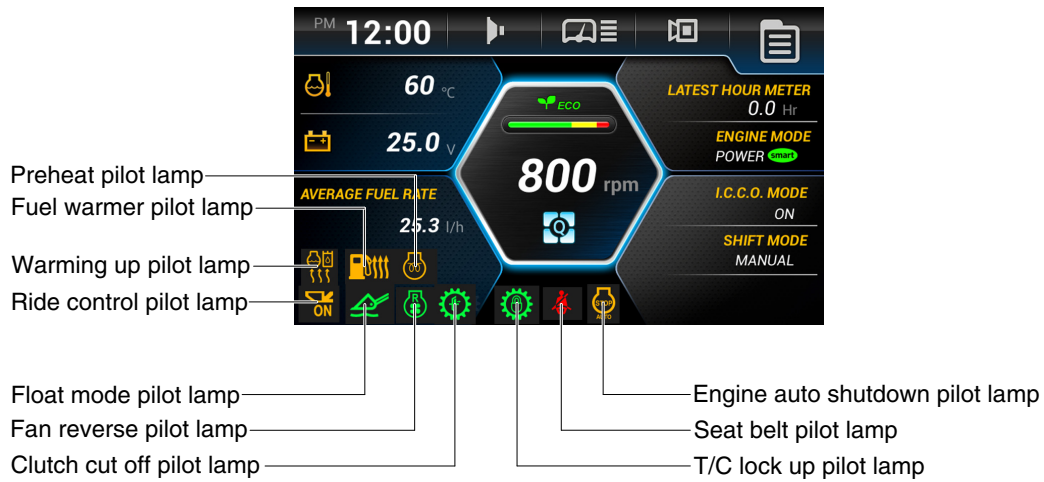 PM 12:00
60 °C
25.0 V
AVERAGE FUEL RATE
25.3 l/h
ON
ECO
800 rpm
Q
LATEST HOUR METER
0.0 Hr
ENGINE MODE
POWER smart
I.C.C.O. MODE
ON
SHIFT MODE
MANUAL
R
STOP
AUTO
Preheat pilot lamp
Fuel warmer pilot lamp
Warming up pilot lamp
Ride control pilot lamp
Float mode pilot lamp
Fan reverse pilot lamp
Clutch cut off pilot lamp
Engine auto shutdown pilot lamp
Seat belt pilot lamp
T/C lock up pilot lamp